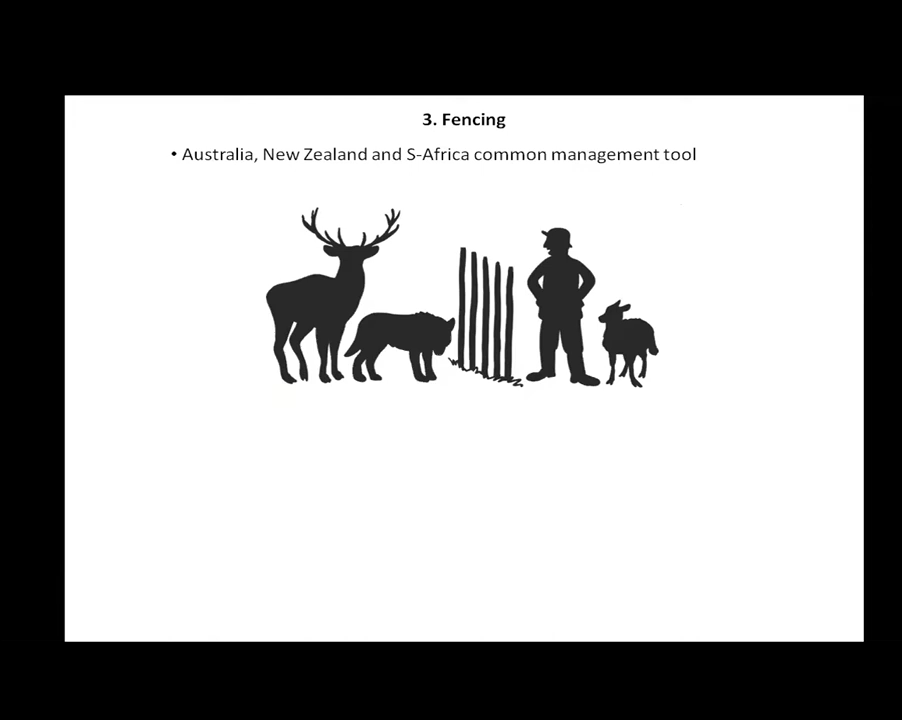 3. Fencing
• Australia, New Zealand and S-Africa common management tool